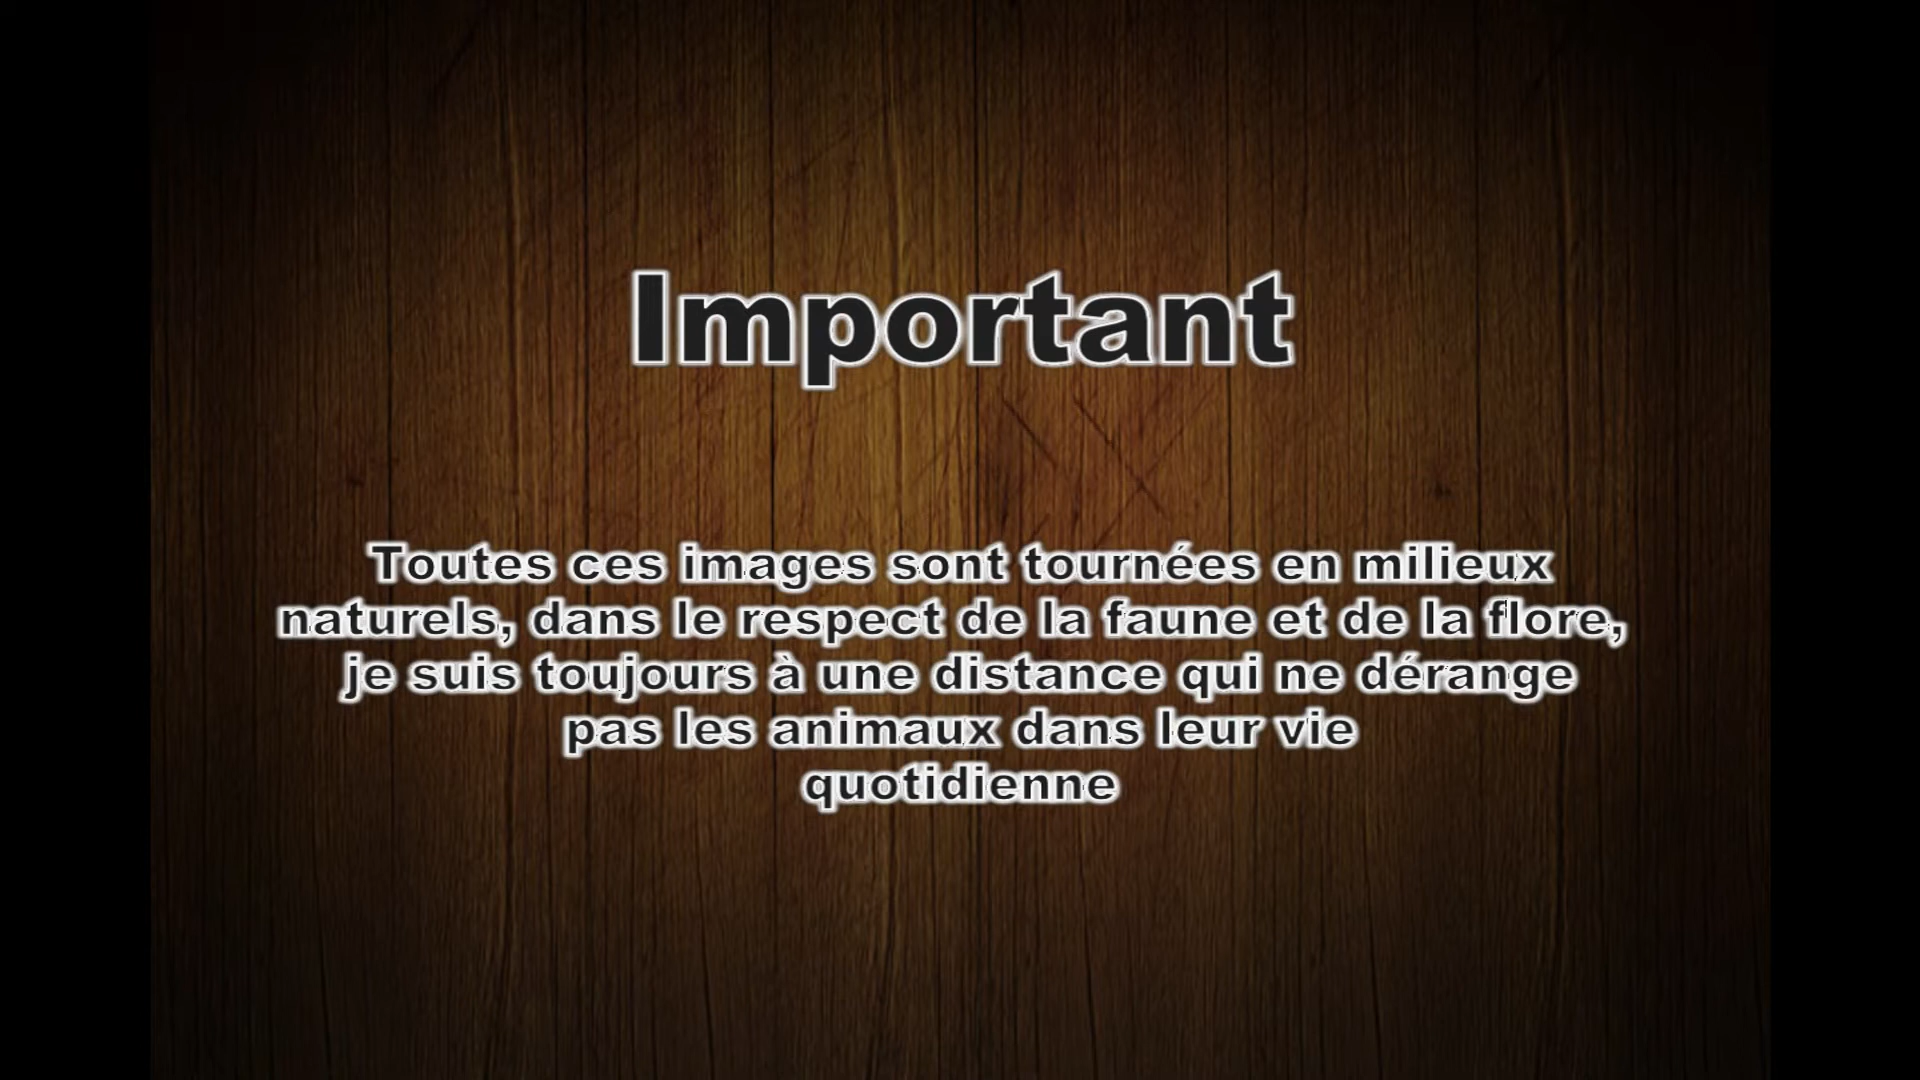 Important
Toutes ces images sont tournées en milieux
naturels, dans le respect de la faune et de la flore,
je suis toujours à une distance qui ne dérange
pas les animaux dans leur vie
quotidienne